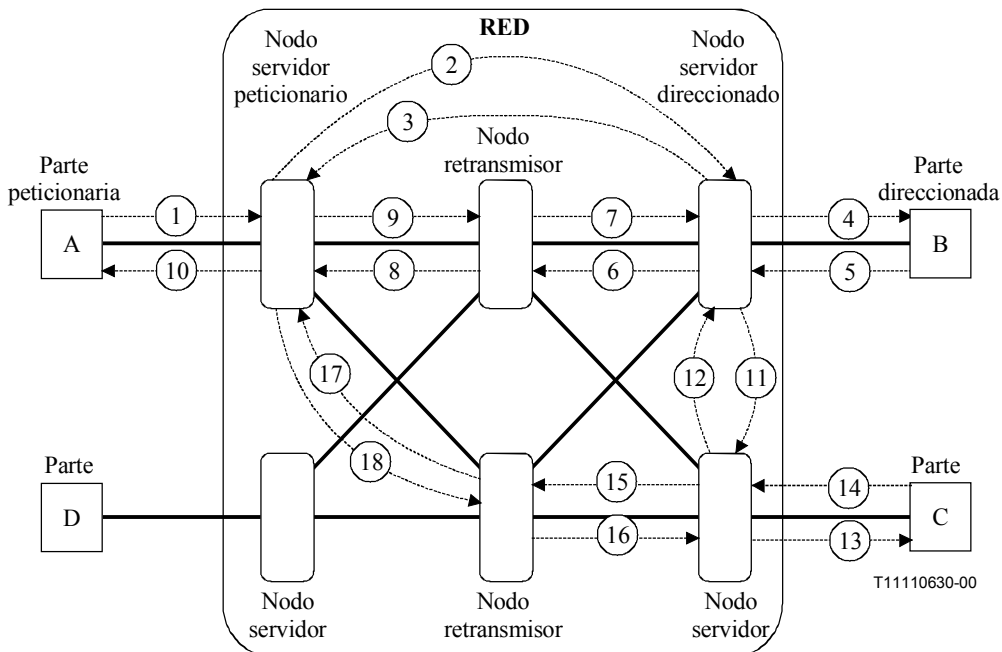 RED
Nodo
servidor
peticionario
2
Nodo
servidor
direccionado
3
Nodo
retransmisor
Parte
peticionaria
Parte
direccionada
1
9
7
4
A
B
10
8
6
5
17
12
11
18
Parte
15
14
Parte
D
C
16
13
Nodo
servidor
Nodo
retransmisor
Nodo
servidor
T11110630-00